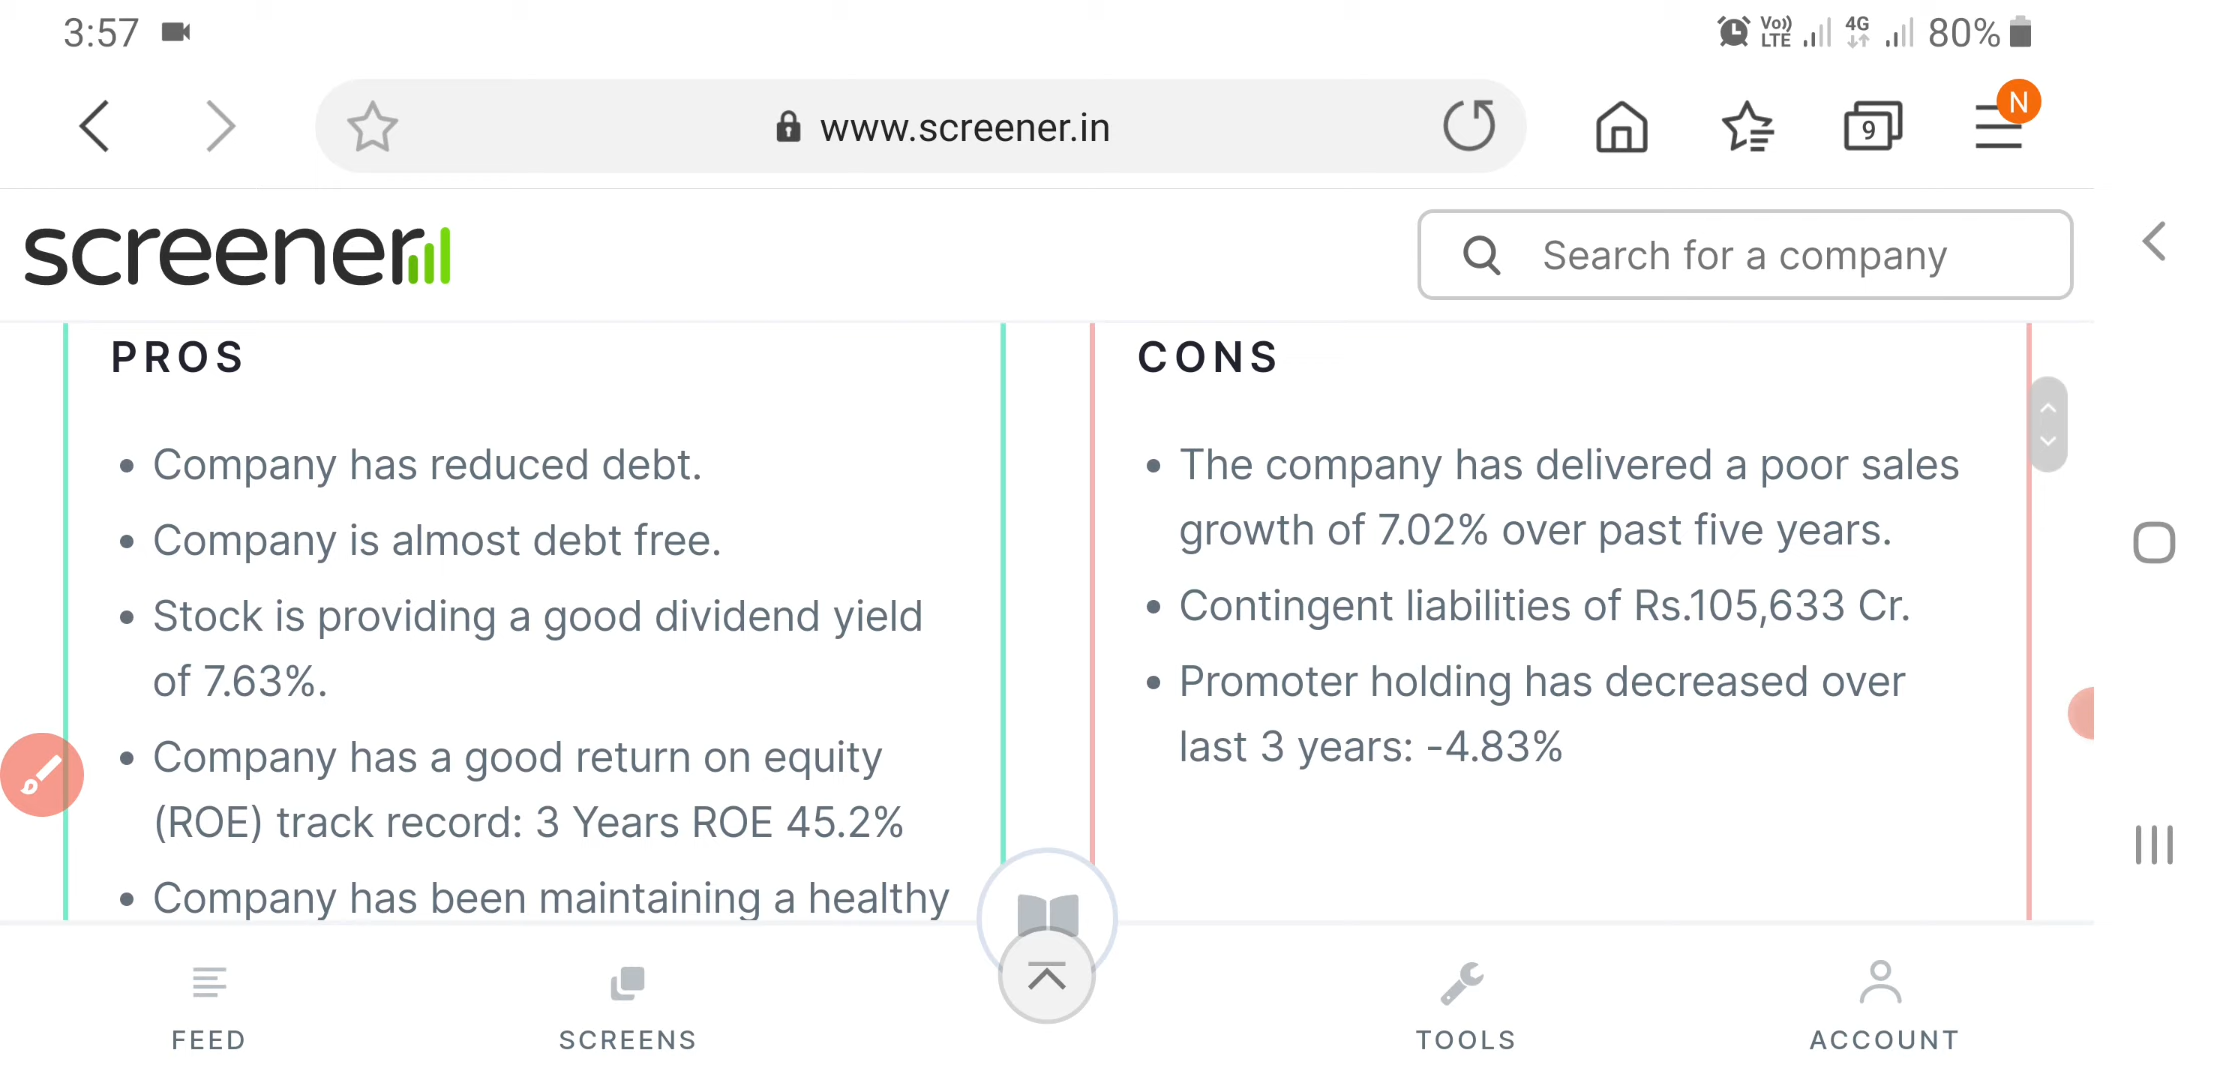 3:57
Vo)) LTE 4G 80%
www.screener.in
9
N
screener
Search for a company
PROS
• Company has reduced debt.
• Company is almost debt free.
• Stock is providing a good dividend yield
of 7.63%.
• Company has a good return on equity
(ROE) track record: 3 Years ROE 45.2%
• Company has been maintaining a healthy
CONS
• The company has delivered a poor sales
growth of 7.02% over past five years.
• Contingent liabilities of Rs.105,633 Cr.
• Promoter holding has decreased over
last 3 years: -4.83%
FEED
SCREENS
TOOLS
ACCOUNT